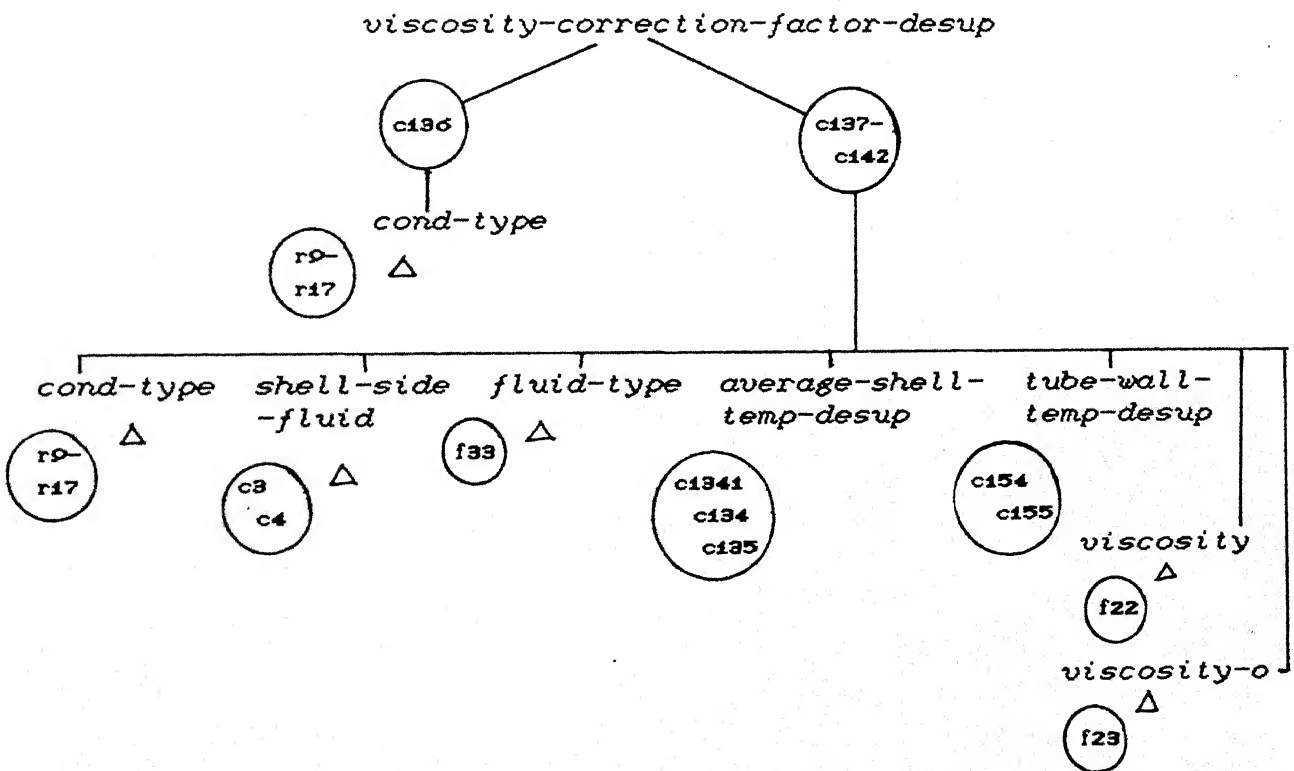 viscosity-correction-factor-desup
c136
c137-
c142
cond-type
r9-
r17
cond-type
shell-side
-fluid
fluid-type
average-shell-
temp-desup
tube-wall-
temp-desup
r9-
r17
c3
c4
f33
c1341
c134
c135
c154
c155
viscosity
f22
viscosity-o
f23